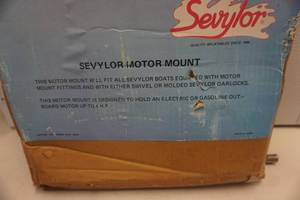 Sevylor
QUALITY INFLATABLES SINCE
SEVYLOR MOTOR MOUNT
THIS MOTOR MOUNT WILL FIT ALL SEVYLOR BOATS EQUIPPED WITH MOTOR
MOUNT FITTINGS AND WITH EITHER SWIVEL OR MOLDED SEVYLOR OARLOCKS.
THIS MOTOR MOUNT IS DESIGNED TO HOLD AN ELECTRIC OR GASOLINE OUT-
BOARD MOTOR UP TO 4 H.P.